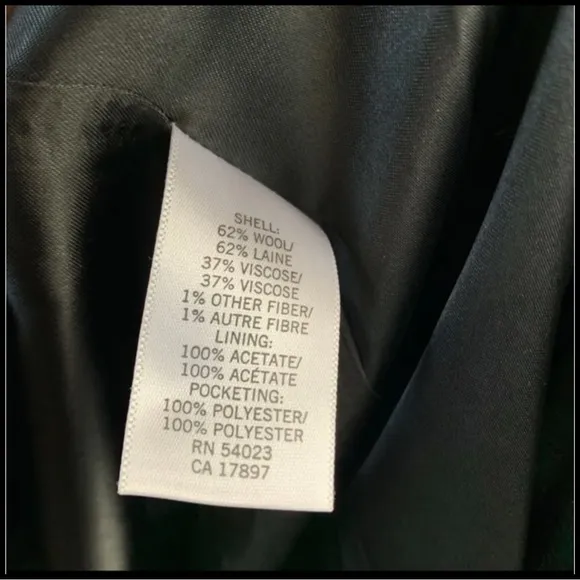 SHELL:
62% WOOL/
62% LAINE
37% VISCOSE/
37% VISCOSE
1% OTHER FIBER/
1% AUTRE FIBRE
LINING:
100% ACETATE/
100% ACÉTATE
POCKETING:
100% POLYESTER/
100% POLYESTER
RN 54023
CA 17897